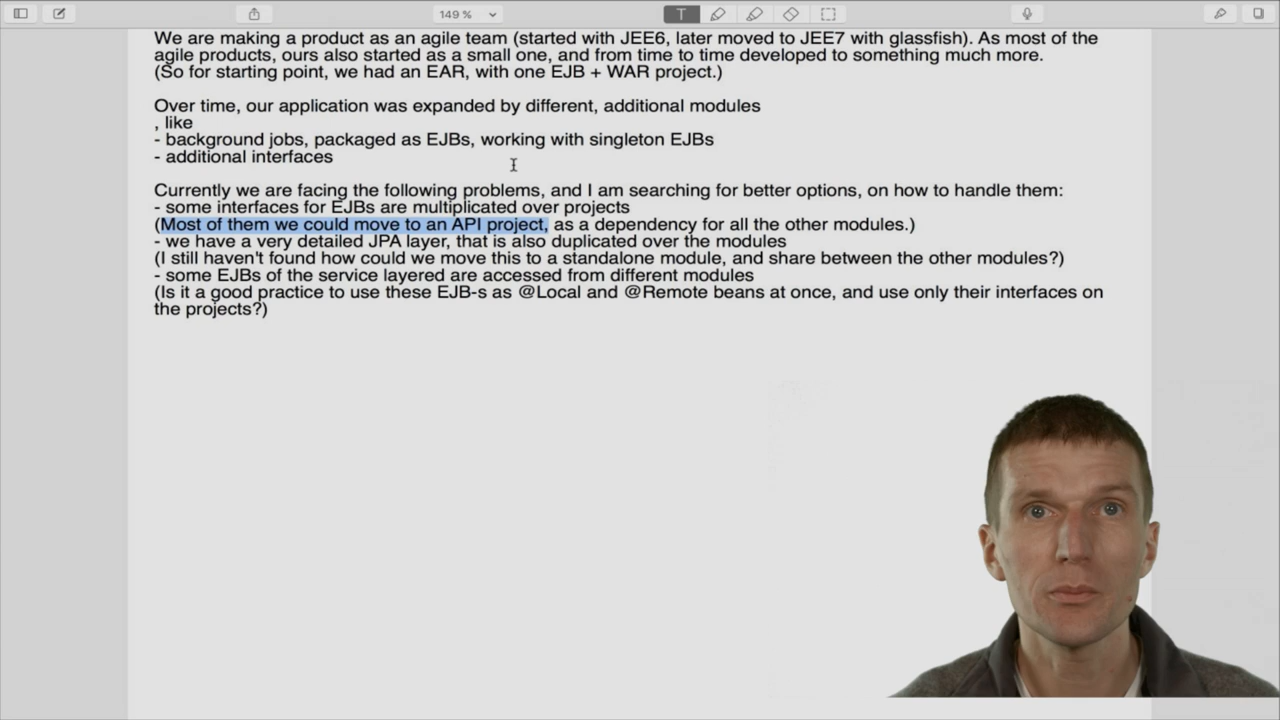 149 %
T
We are making a product as an agile team (started with JEE6, later moved to JEE7 with glassfish). As most of the
agile products, ours also started as a small one, and from time to time developed to something much more.
(So for starting point, we had an EAR, with one EJB + WAR project.)
Over time, our application was expanded by different, additional modules
, like
- background jobs, packaged as EJBs, working with singleton EJBs
- additional interfaces
Currently we are facing the following problems, and I am searching for better options, on how to handle them:
- some interfaces for EJBs are multiplicated over projects
(Most of them we could move to an API project, as a dependency for all the other modules.)
- we have a very detailed JPA layer, that is also duplicated over the modules
(I still haven't found how could we move this to a standalone module, and share between the other modules?)
- some EJBs of the service layered are accessed from different modules
(Is it a good practice to use these EJB-s as @Local and @Remote beans at once, and use only their interfaces on
the projects?)